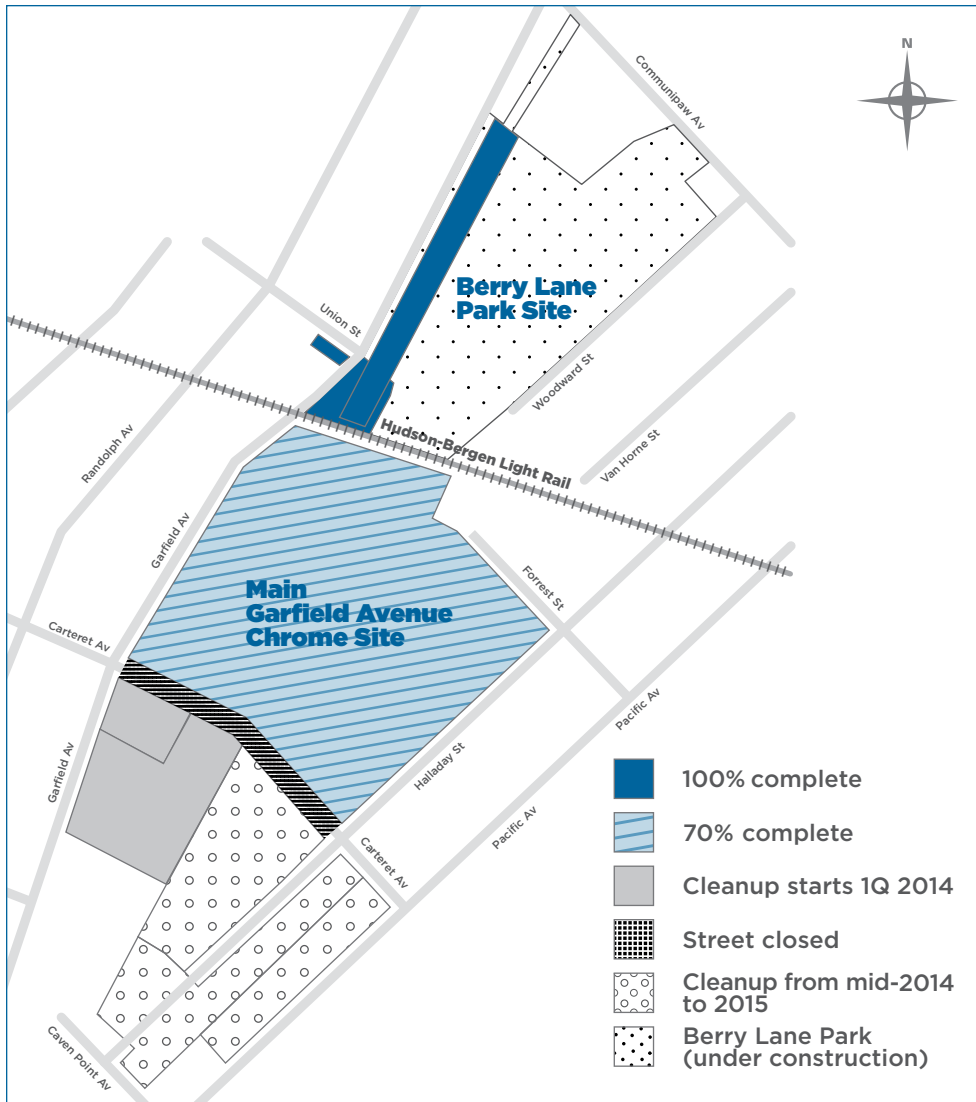 N
Communipaw Av
Berry Lane
Park Site
Union St
Woodward St
Hudson-Bergen Light Rail
Randolph Av
Van Horne St
Garfield Av
Main
Garfield Avenue
Chrome Site
Forrest St
Carteret Av
Pacific Av
Garfield Av
Halladay St
Pacific Av
Carteret Av
Caven Point Av
100% complete
70% complete
Cleanup starts 1Q 2014
Street closed
Cleanup from mid-2014
to 2015
Berry Lane Park
(under construction)